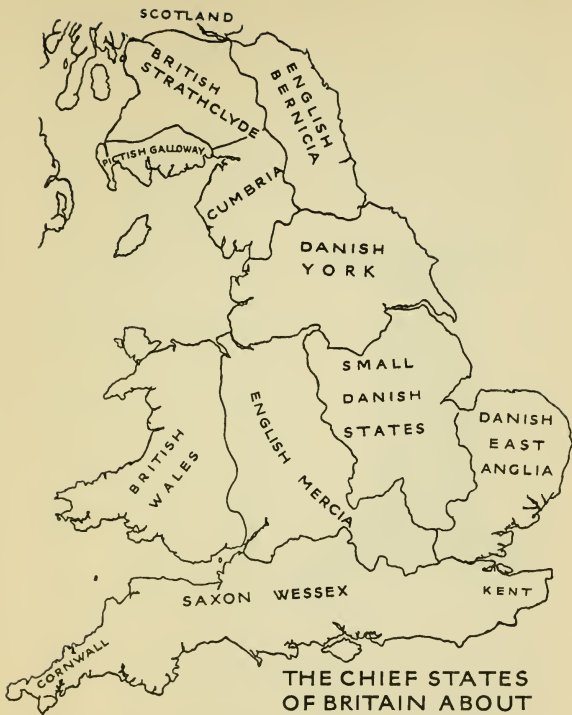 SCOTLAND
BRITISH
STRATHCLYDE
ENGLISH
BERNICIA
PICTISH GALLOWAY
CUMBRIA
DANISH
YORK
SMALL
DANISH
STATES
DANISH
EAST
ANGLIA
ENGLISH MERCIA
BRITISH
WALES
SAXON WESSEX
KENT
CORNWALL
THE CHIEF STATES
OF BRITAIN ABOUT